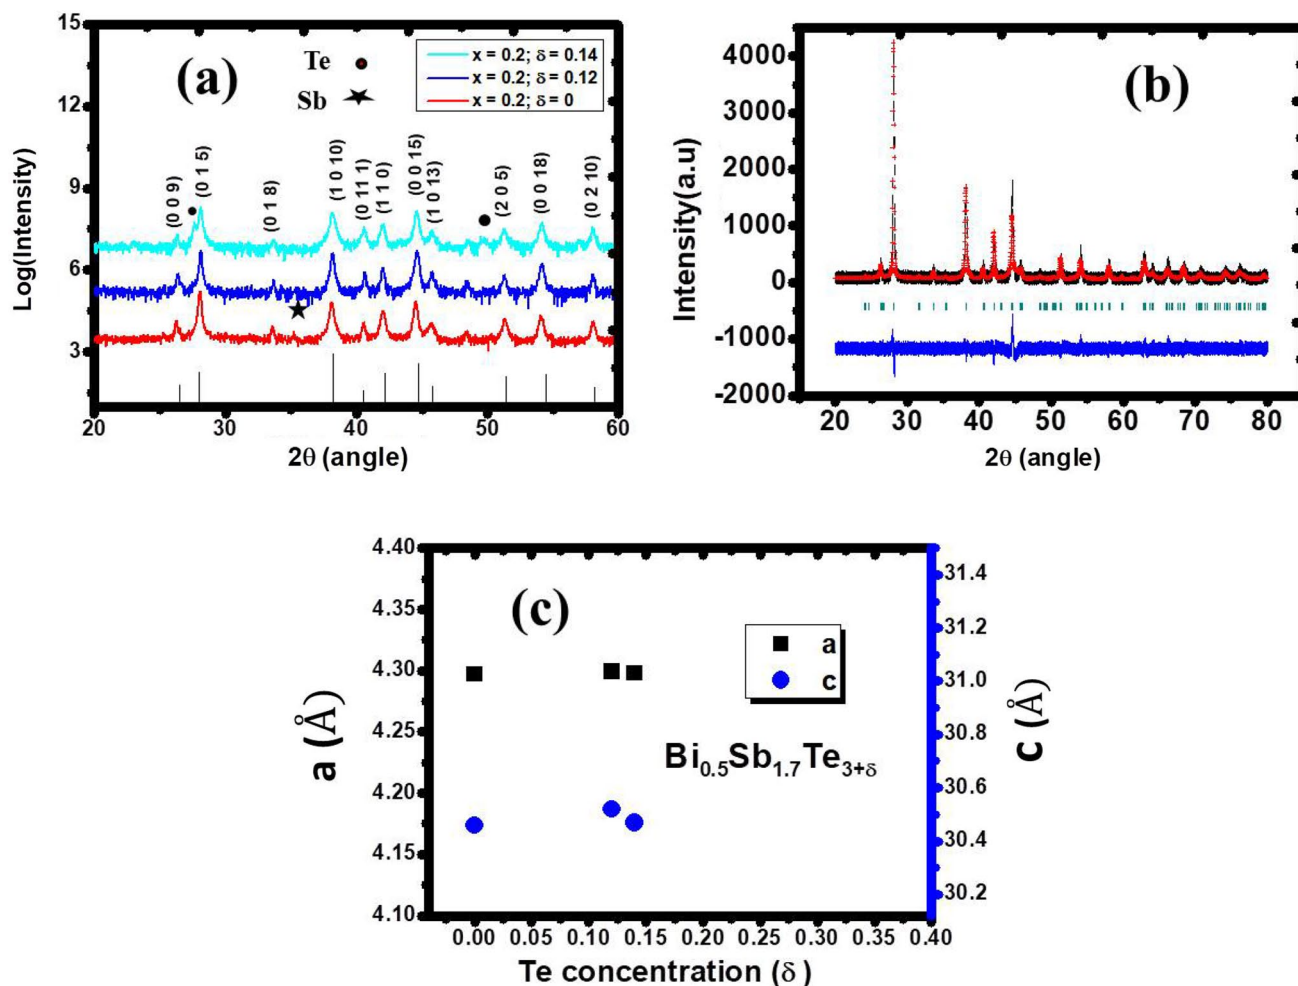 15
12
9
6
3
Log(Intensity)
(a)
Te
Sb
x = 0.2; δ = 0.14
x = 0.2; δ = 0.12
x = 0.2; δ = 0
(0 0 9)
(0 1 5)
(0 1 8)
(1 0 10)
(0 11 1)
(1 1 0)
(0 0 15)
(1 0 13)
(2 0 5)
(0 0 18)
(0 2 10)
20 30 40 50 60
2θ (angle)
4000
3000
2000
1000
0
-1000
-2000
Intensity(a.u)
(b)
20 30 40 50 60 70 80
2θ (angle)
4.40
4.35
4.30
4.25
4.20
4.15
4.10
a (Å)
(c)
a
c
Bi0.5Sb1.7Te3+δ
31.4
31.2
31.0
30.8
30.6
30.4
30.2
c (Å)
0.00 0.05 0.10 0.15 0.20 0.25 0.30 0.35 0.40
Te concentration (δ )